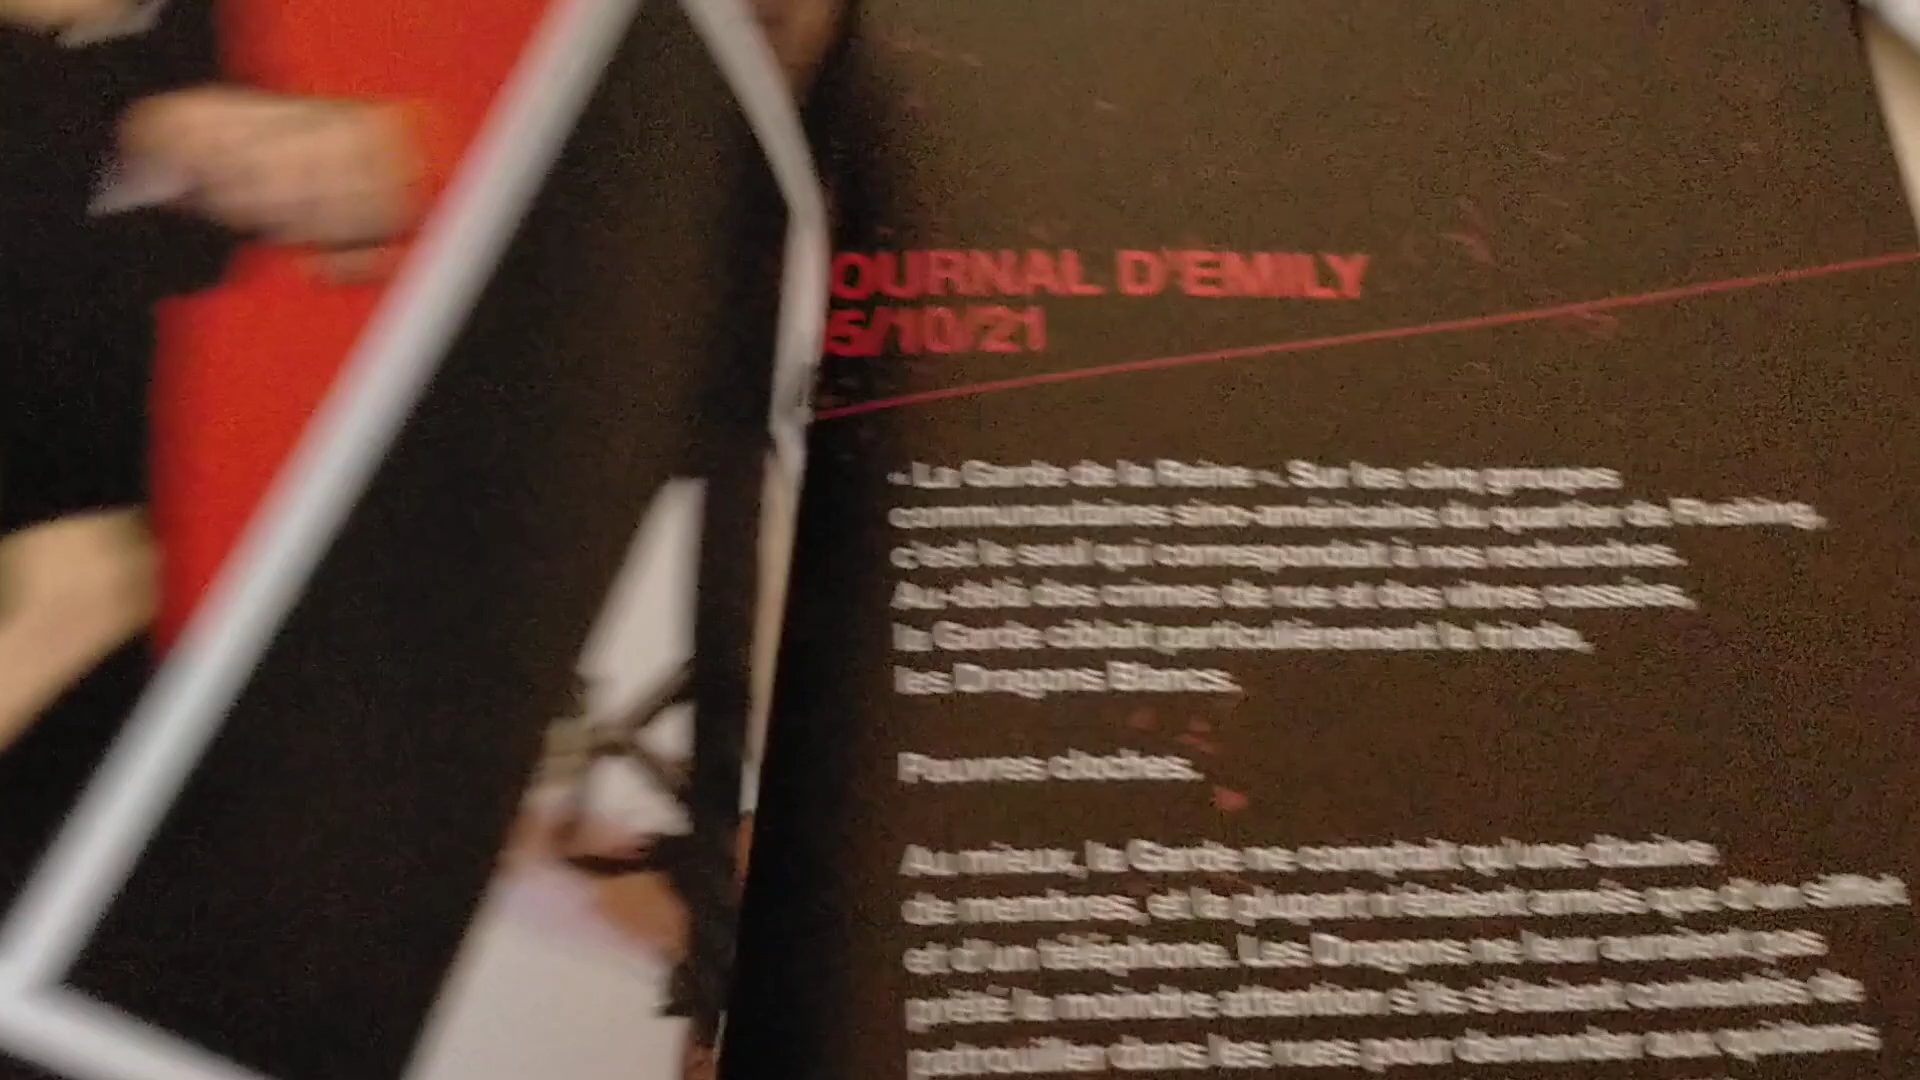 OURNAL D'EMILY
5/10/21
« La Garde de la Reine ». Sur les cinq groupes
communautaires sino-américains du quartier de Flushing,
c'est le seul qui correspondait à nos recherches.
Au-delà des crimes de rue et des vitres cassées,
la Garde ciblait particulièrement la triade,
les Dragons Blancs.
Pauvres cloches.
Au mieux, la Garde ne comptait qu'une dizaine
de membres, et la plupart n'étaient armés que d'un sifflet
et d'un téléphone. Les Dragons ne leur auraient pas
prêté la moindre attention s'ils s'étaient contentés de
patrouiller dans les rues pour demander aux quidams